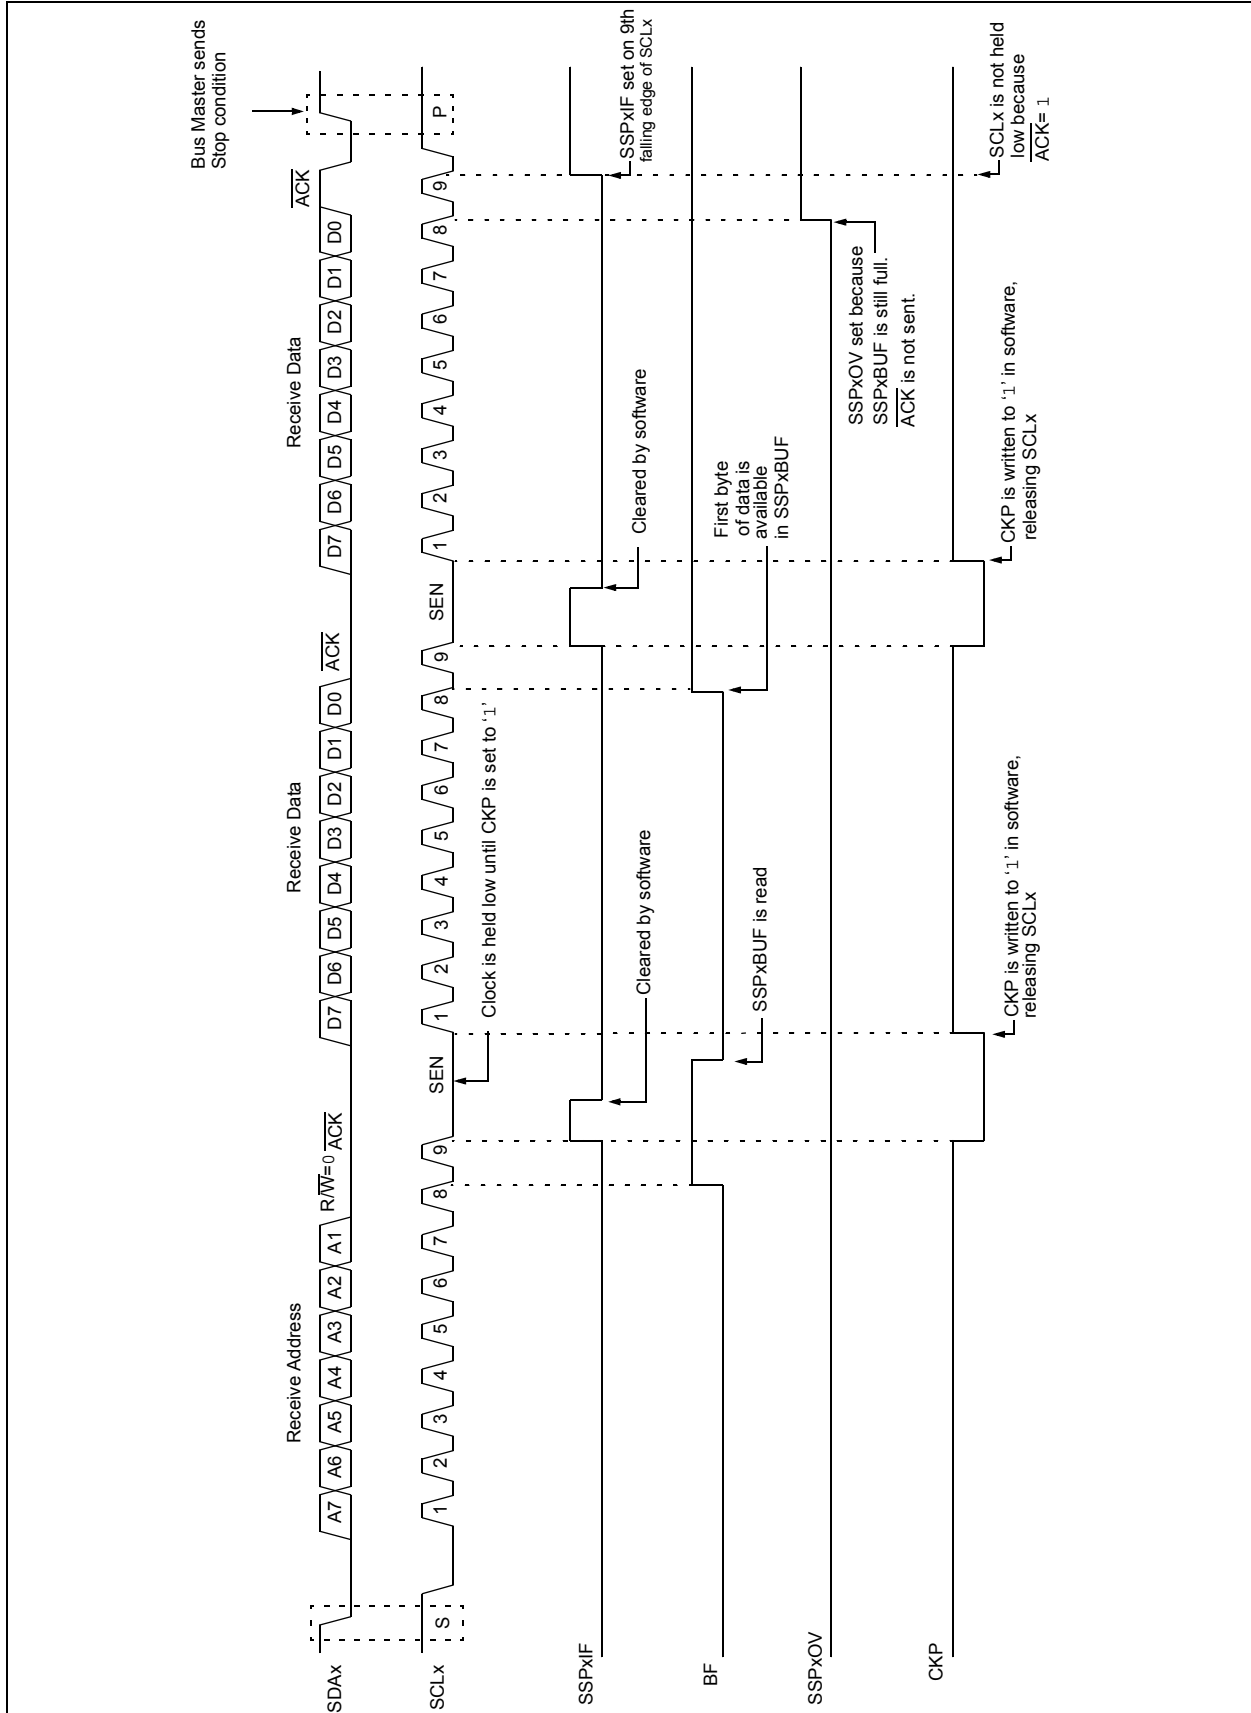 Bus Master sends
Stop condition
Receive Address
R/W=0 ACK
Receive Data
ACK
Receive Data
ACK
SDAx
A7 A6 A5 A4 A3 A2 A1
D7 D6 D5 D4 D3 D2 D1 D0
D7 D6 D5 D4 D3 D2 D1 D0
SCLx
S
1 2 3 4 5 6 7 8 9
SEN
1 2 3 4 5 6 7 8 9
SEN
1 2 3 4 5 6 7 8 9
P
Clock is held low until CKP is set to ‘1’
SSPxIF
Cleared by software
Cleared by software
SSPxIF set on 9th
falling edge of SCLx
BF
SSPxBUF is read
First byte
of data is
available
in SSPxBUF
SSPxOV
SSPxOV set because
SSPxBUF is still full.
ACK is not sent.
CKP
CKP is written to ‘1’ in software,
releasing SCLx
CKP is written to ‘1’ in software,
releasing SCLx
SCLx is not held
low because
ACK= 1